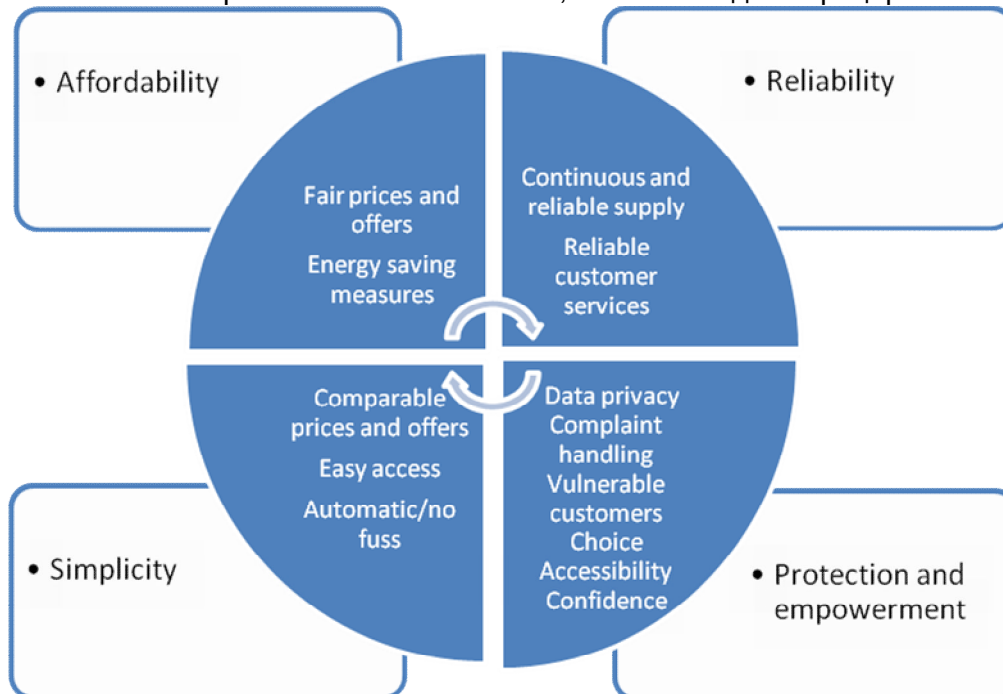 • Affordability
• Reliability
Fair prices and
offers
Energy saving
measures
Continuous and
reliable supply
Reliable
customer
services
Comparable
prices and offers
Easy access
Automatic/no
fuss
Data privacy
Complaint
handling
Vulnerable
customers
Choice
Accessibility
Confidence
• Simplicity
• Protection and
empowerment